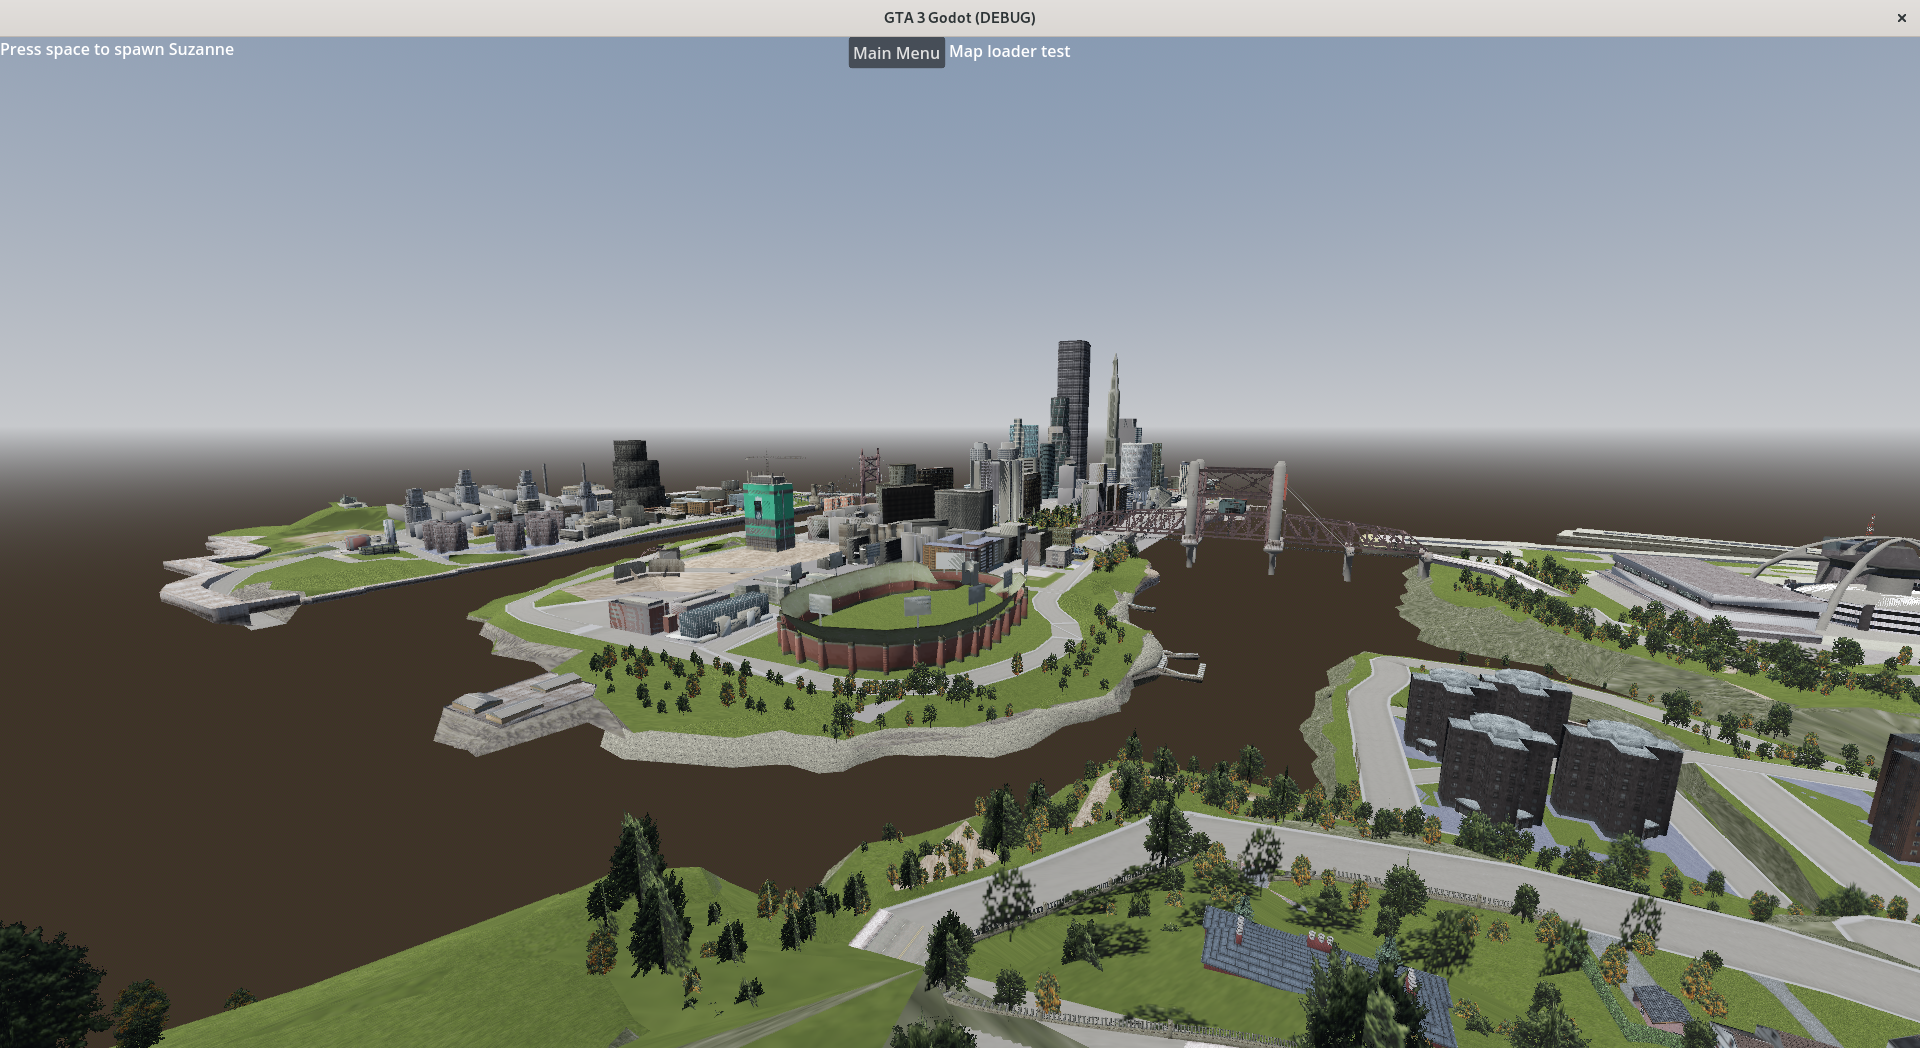 GTA 3 Godot (DEBUG)
Press space to spawn Suzanne
Main Menu
Map loader test